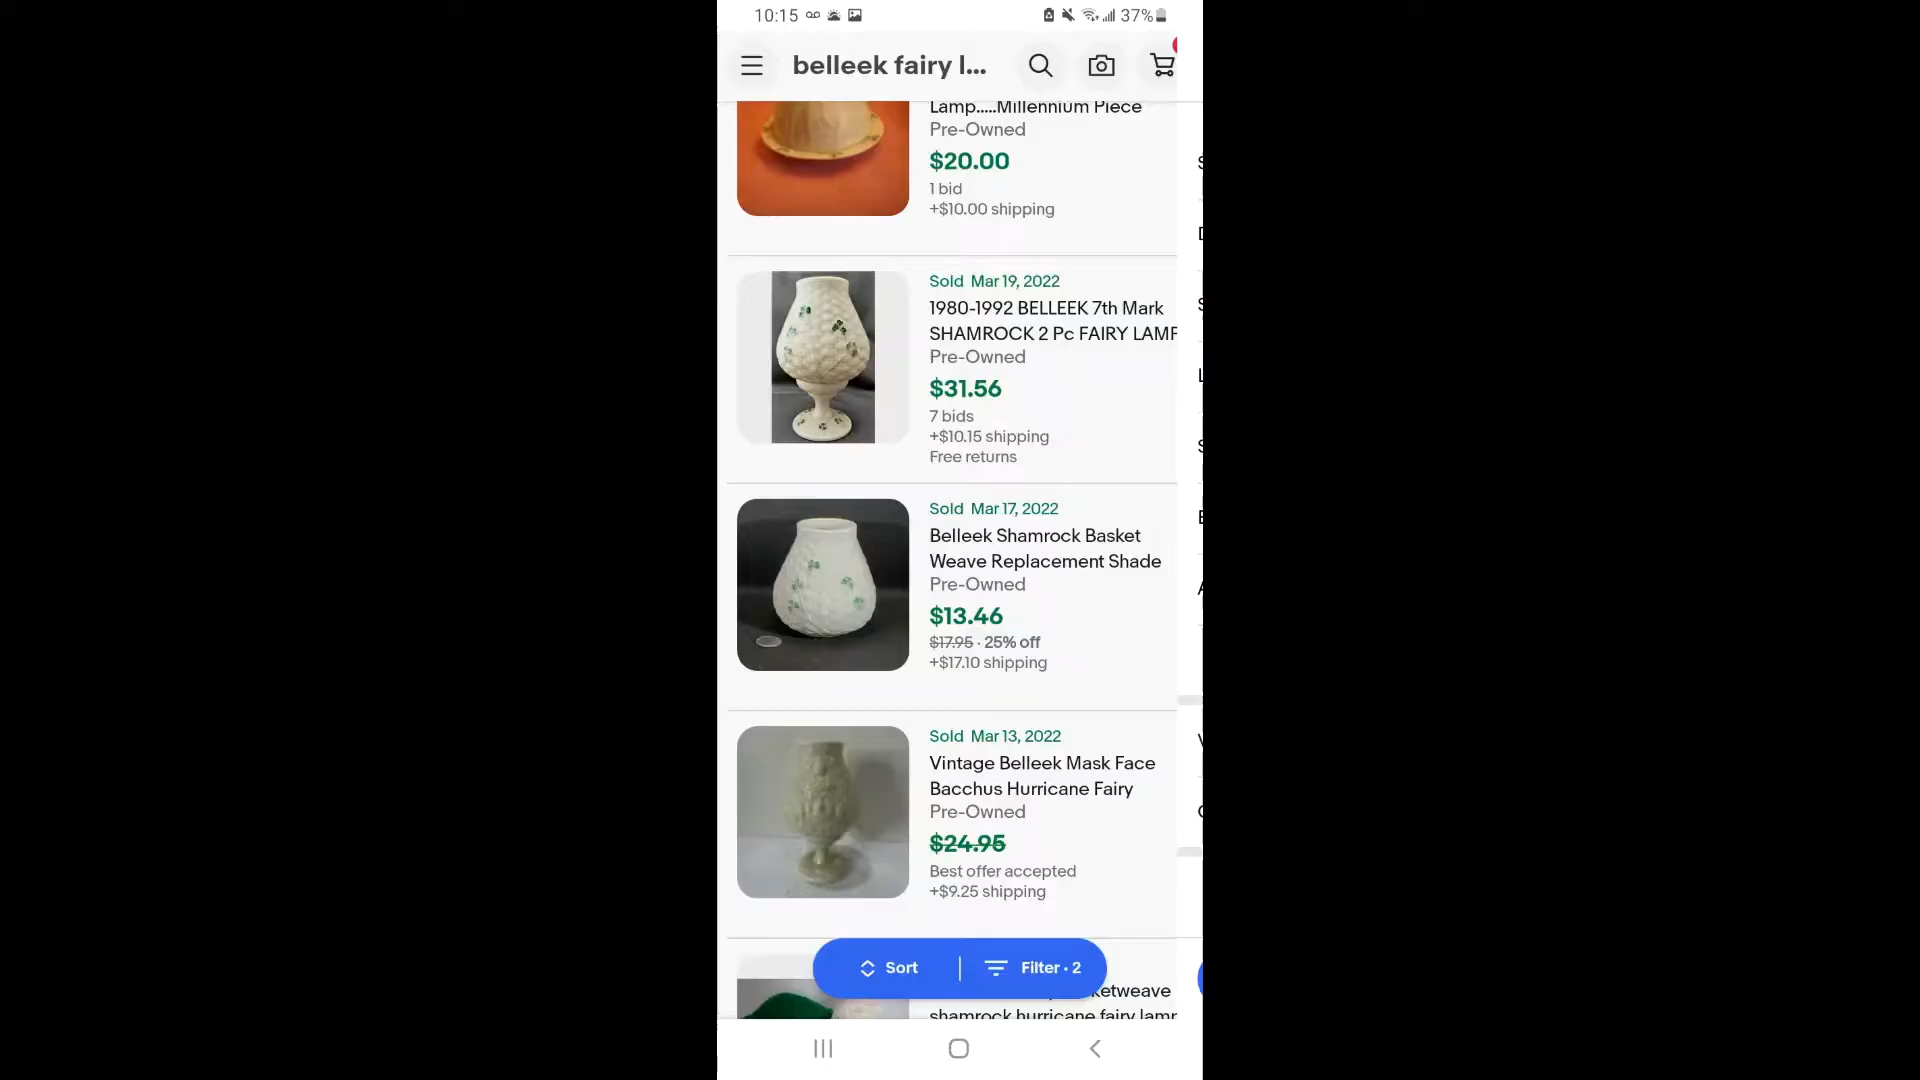 10:15
37%
belleek fairy l...
Lamp.....Millennium Piece
Pre-Owned
$20.00
1 bid
+$10.00 shipping
Sold Mar 19, 2022
1980-1992 BELLEEK 7th Mark
SHAMROCK 2 Pc FAIRY LAMP
Pre-Owned
$31.56
7 bids
+$10.15 shipping
Free returns
Sold Mar 17, 2022
Belleek Shamrock Basket
Weave Replacement Shade
Pre-Owned
$13.46
$17.95 · 25% off
+$17.10 shipping
Sold Mar 13, 2022
Vintage Belleek Mask Face
Bacchus Hurricane Fairy
Pre-Owned
$24.95
Best offer accepted
+$9.25 shipping
Sort
Filter · 2
ketweave
shamrock hurricane fairy lamp